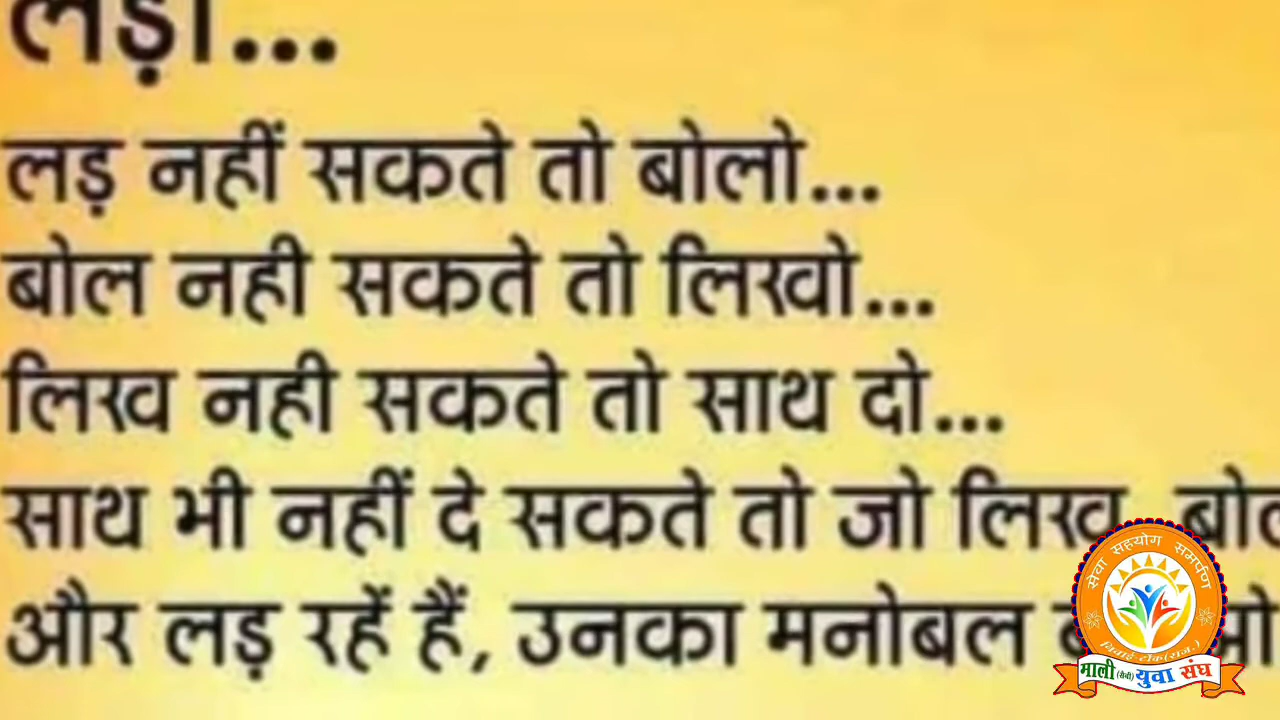 लड़ो...
लड़ नहीं सकते तो बोलो...
बोल नही सकते तो लिखो...
लिख नही सकते तो साथ दो...
साथ भी नहीं दे सकते तो जो लिख
और लड़ रहें हैं, उनका मनोबल
सेवा सहयोग समर्पण
निवाई-टोंक(राज.)
माली (सैनी) युवा संघ